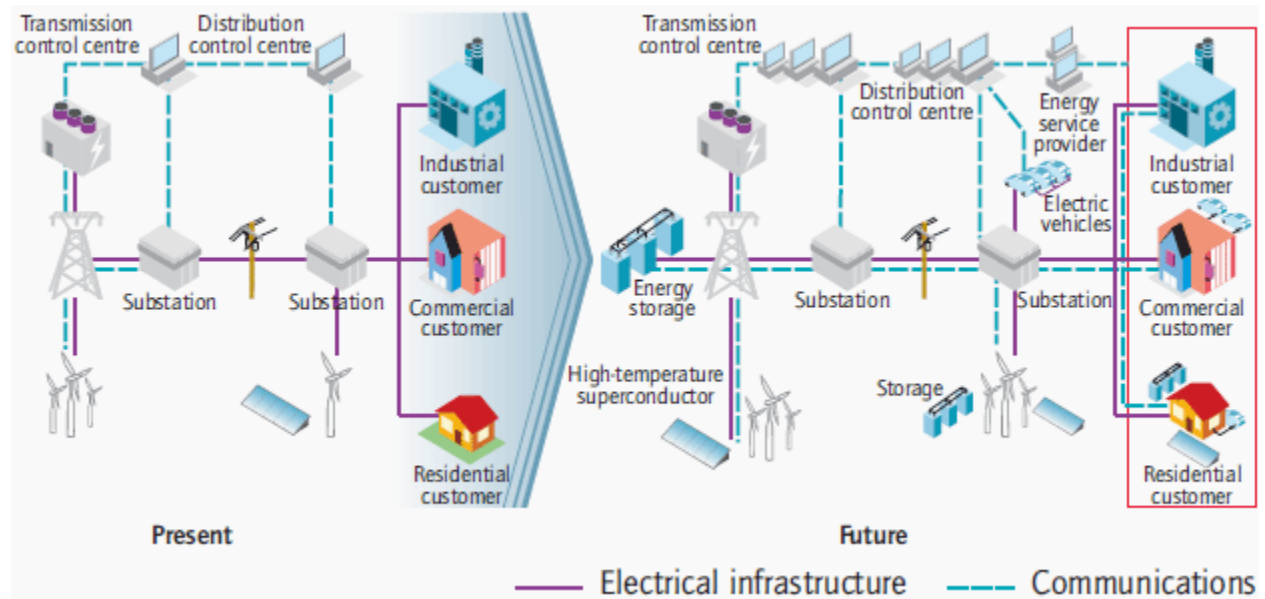 Transmission
control centre
Distribution
control centre
Industrial
customer
Substation
Substation
Commercial
customer
Residential
customer
Present
Transmission
control centre
Distribution
control centre
Energy
service
provider
Industrial
customer
Electric
vehicles
Energy
storage
Substation
Substation
Commercial
customer
High-temperature
superconductor
Storage
Residential
customer
Future
Electrical infrastructure
Communications